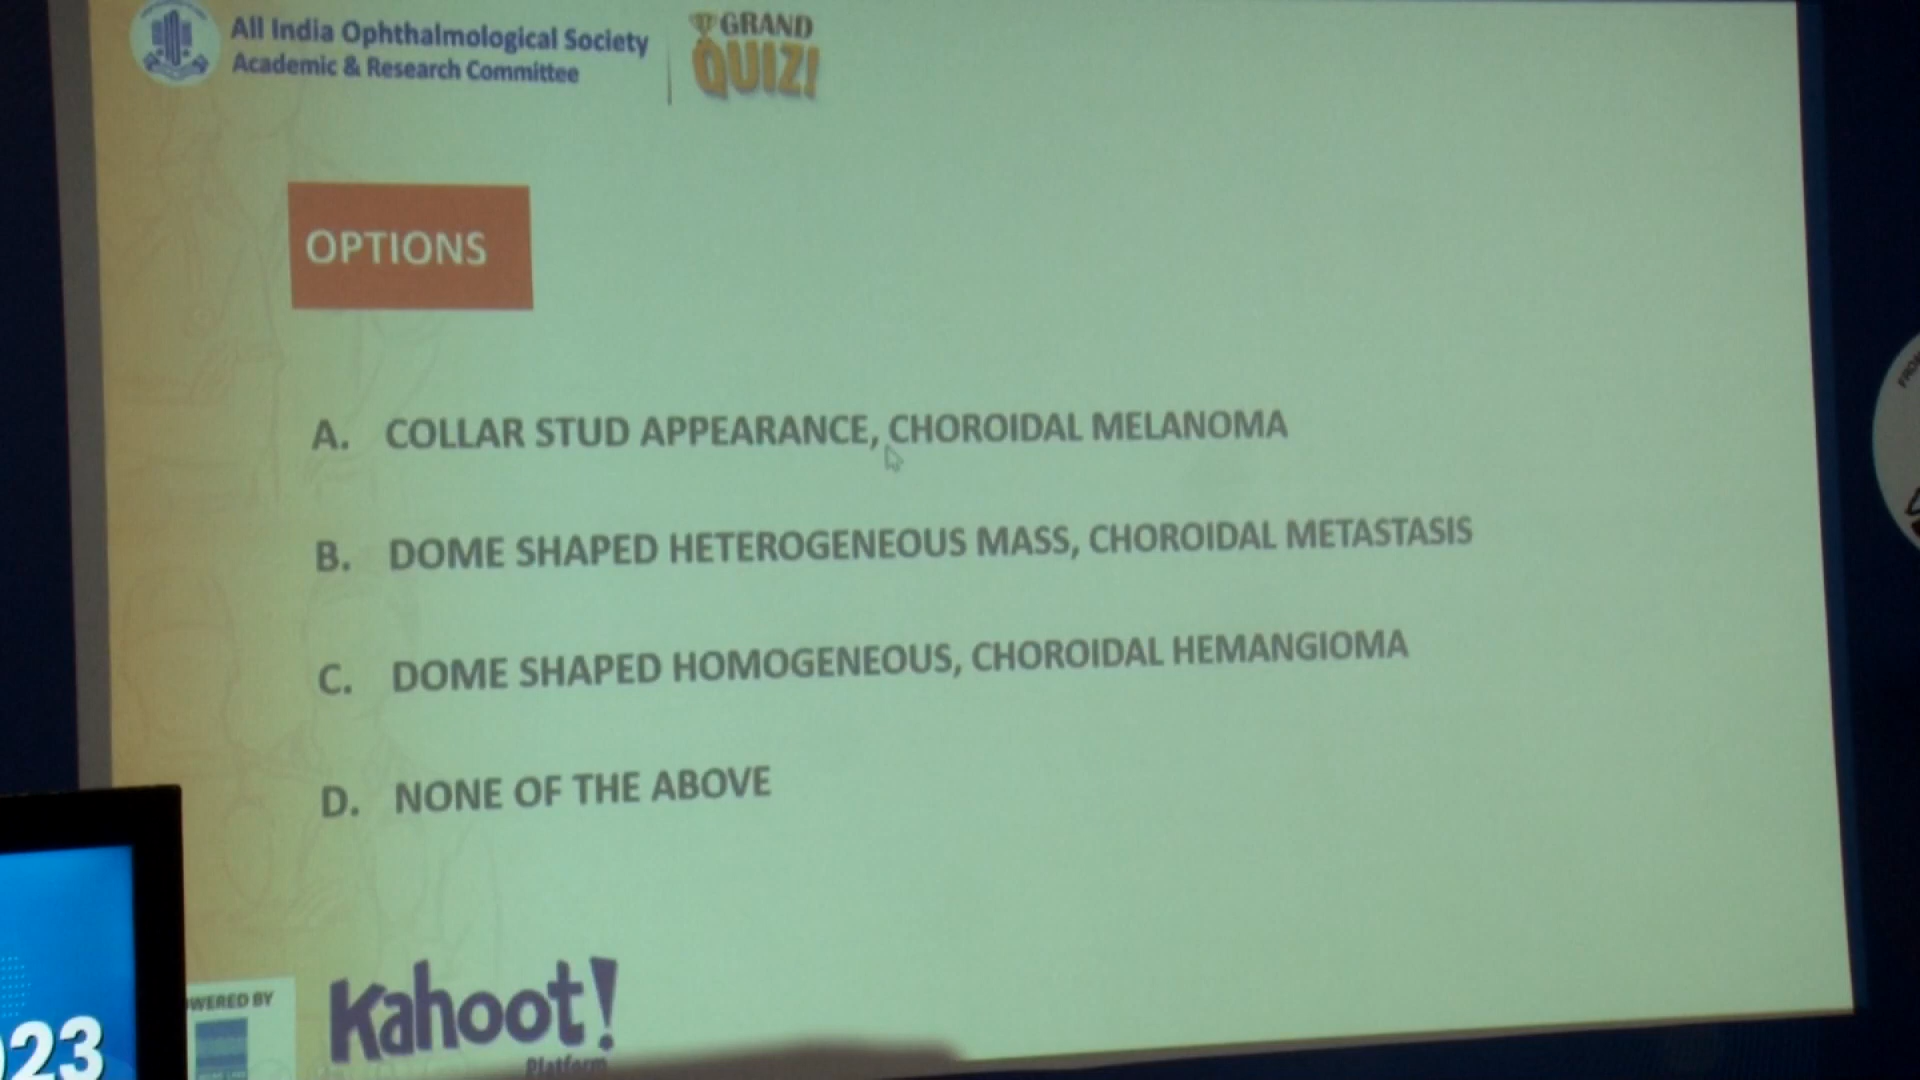 All India Ophthalmological Society
Academic & Research Committee
GRAND
QUIZ!
OPTIONS
A. COLLAR STUD APPEARANCE, CHOROIDAL MELANOMA
B. DOME SHAPED HETEROGENEOUS MASS, CHOROIDAL METASTASIS
C. DOME SHAPED HOMOGENEOUS, CHOROIDAL HEMANGIOMA
D. NONE OF THE ABOVE
WERED BY
Kahoot!
Platform
023